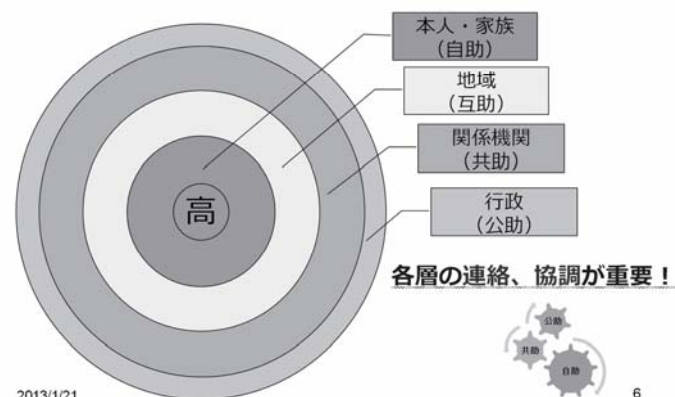 本人・家族
(自助)
地域
(互助)
関係機関
(共助)
行政
(公助)
高
各層の連絡、協調が重要！
公助
共助
自助
2013/1/21
6